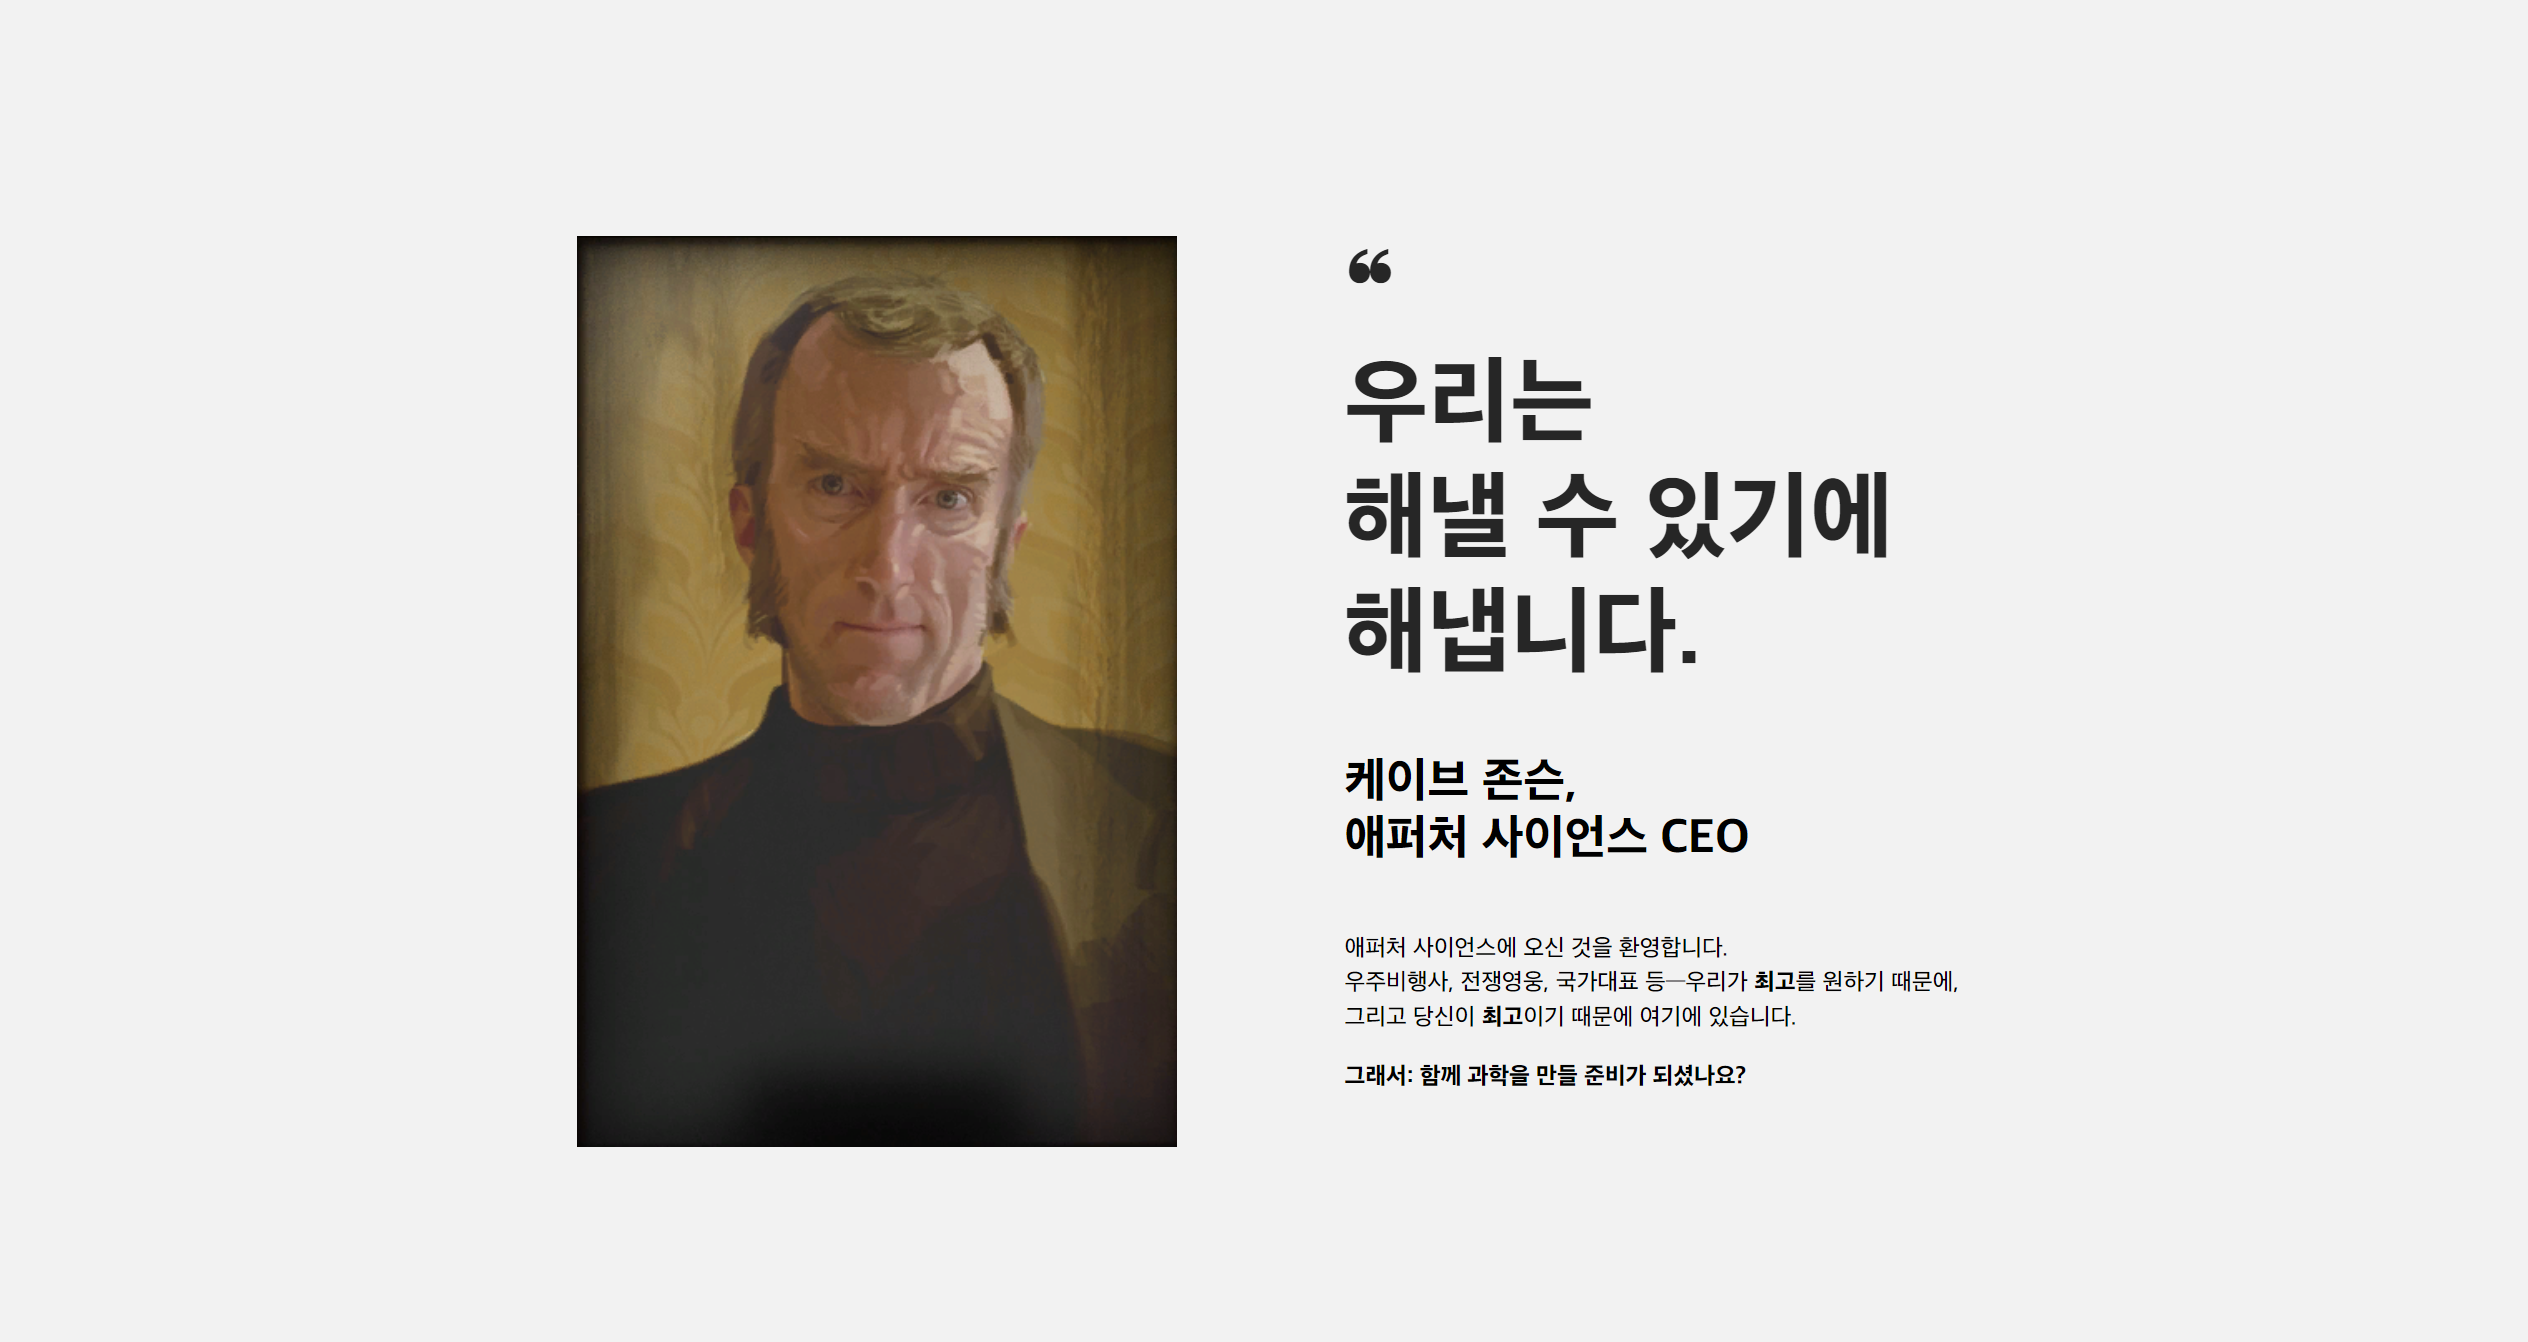 ❝
우리는
해낼 수 있기에
해냅니다.
케이브 존슨,
애퍼처 사이언스 CEO
애퍼처 사이언스에 오신 것을 환영합니다.
우주비행사, 전쟁영웅, 국가대표 등—우리가 최고를 원하기 때문에,
그리고 당신이 최고이기 때문에 여기에 있습니다.
그래서: 함께 과학을 만들 준비가 되셨나요?